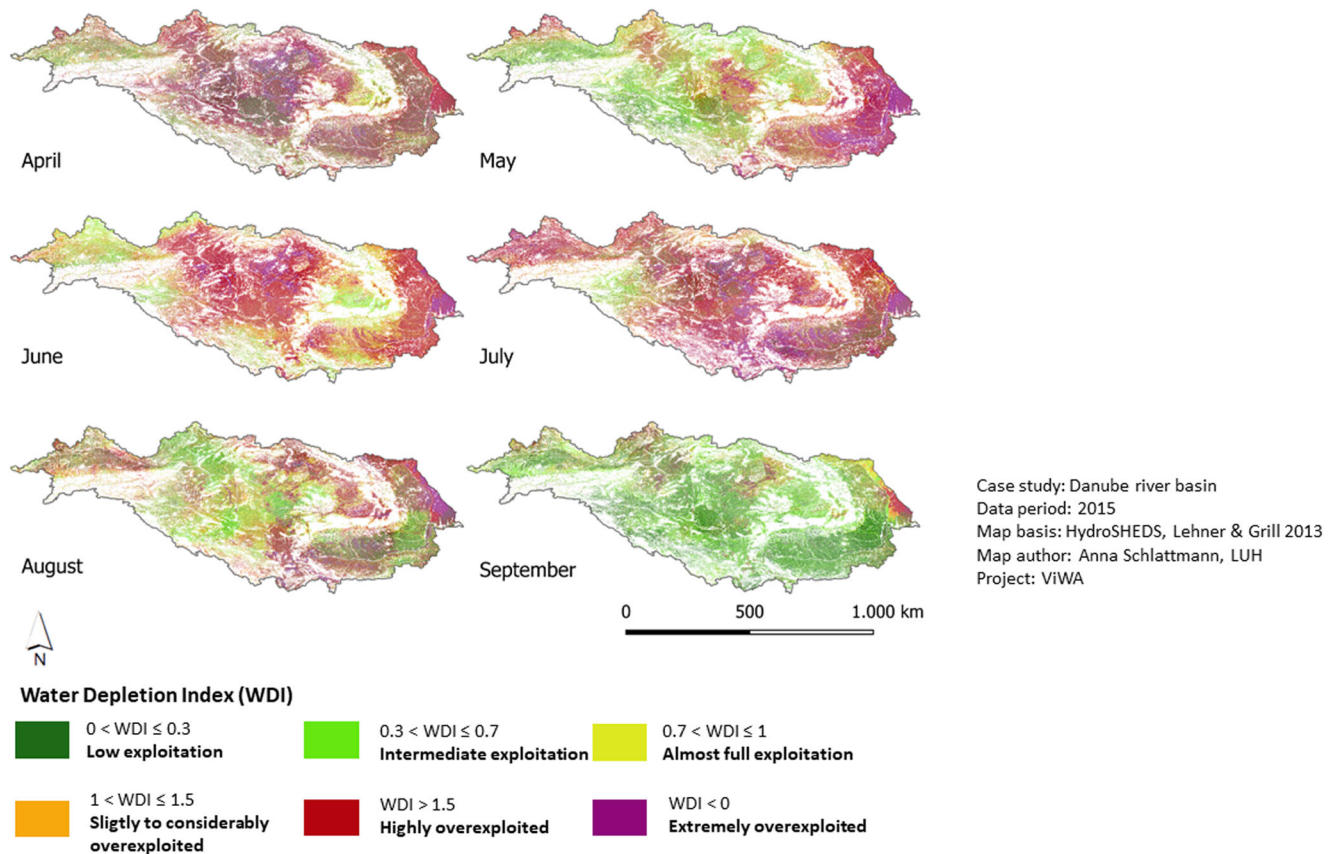 April
May
June
July
August
September
Case study: Danube river basin
Data period: 2015
Map basis: HydroSHEDS, Lehner & Grill 2013
Map author: Anna Schlattmann, LUH
Project: ViWA
0 500 1.000 km
N
Water Depletion Index (WDI)
0 < WDI ≤ 0.3
Low exploitation
0.3 < WDI ≤ 0.7
Intermediate exploitation
0.7 < WDI ≤ 1
Almost full exploitation
1 < WDI ≤ 1.5
Sligtly to considerably
overexploited
WDI > 1.5
Highly overexploited
WDI < 0
Extremely overexploited